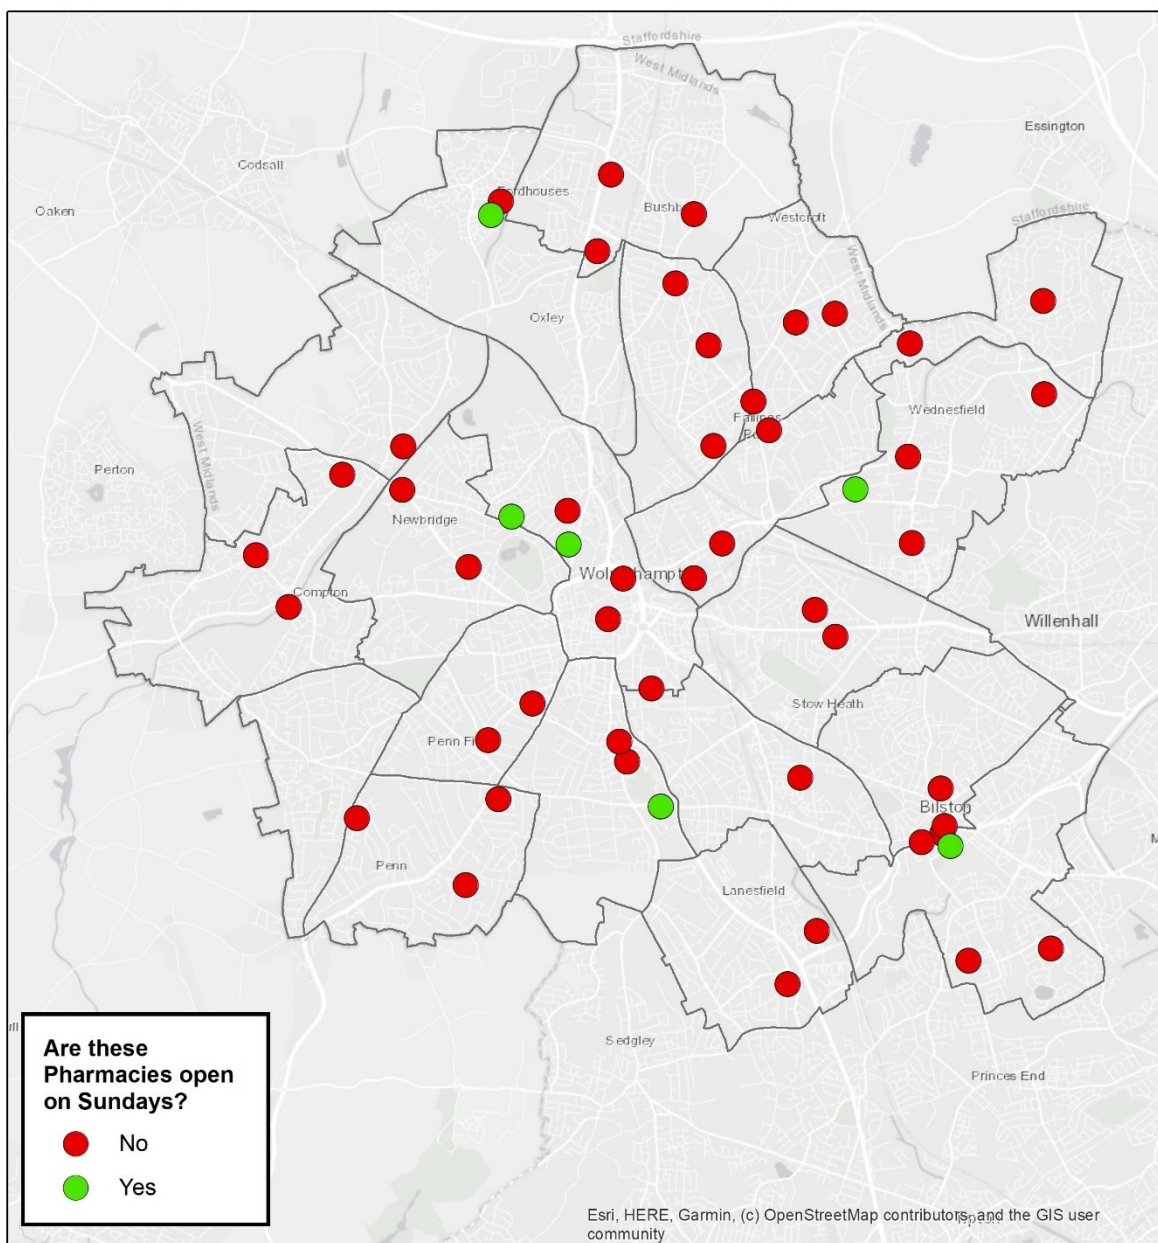 Staffordshire
West Midlands
Essington
Codsall
Oaken
Fordhouses
Westcroft
Staffordshire
West Midlands
Oxley
Wednesfield
Perton
West Midlands
Newbridge
Compton
Willenhall
Stow Heath
Bilston
Penn
Lanesfield
Sedgley
Princes End
Are these
Pharmacies open
on Sundays?
No
Yes
Esri, HERE, Garmin, (c) OpenStreetMap contributors, and the GIS user
community